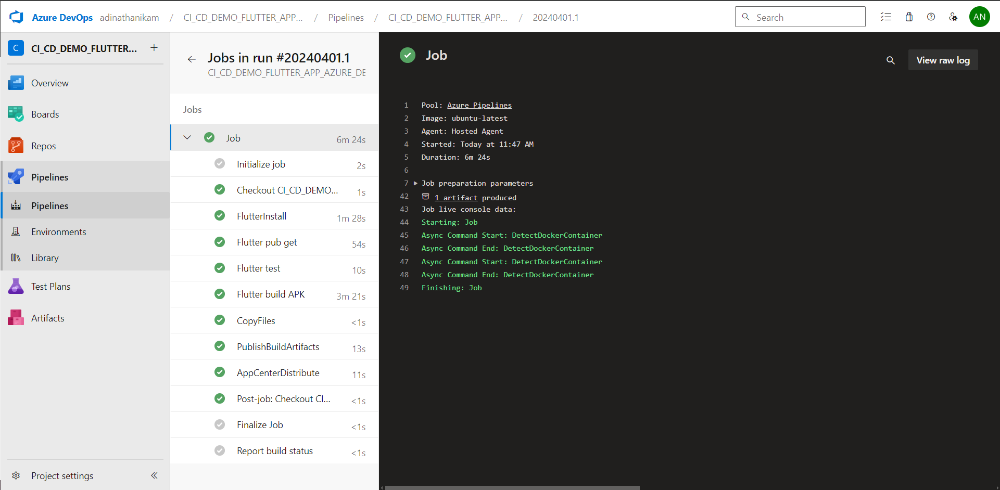 Azure DevOps adinathanikam / CI_CD_DEMO_FLUTTER_APP... / Pipelines / CI_CD_DEMO_FLUTTER_APP... / 20240401.1
Search
AN
C CI_CD_DEMO_FLUTTER... +
Overview
Boards
Repos
Pipelines
Pipelines
Environments
Library
Test Plans
Artifacts
Project settings
Jobs in run #20240401.1
CI_CD_DEMO_FLUTTER_APP_AZURE_DE
Jobs
Job 6m 24s
Initialize job 2s
Checkout CI_CD_DEMO... 1s
FlutterInstall 1m 28s
Flutter pub get 54s
Flutter test 10s
Flutter build APK 3m 21s
CopyFiles <1s
PublishBuildArtifacts 13s
AppCenterDistribute 11s
Post-job: Checkout CI... <1s
Finalize Job <1s
Report build status <1s
Job
View raw log
1 Pool: Azure Pipelines
2 Image: ubuntu-latest
3 Agent: Hosted Agent
4 Started: Today at 11:47 AM
5 Duration: 6m 24s
6
7 Job preparation parameters
42 1 artifact produced
43 Job live console data:
44 Starting: Job
45 Async Command Start: DetectDockerContainer
46 Async Command End: DetectDockerContainer
47 Async Command Start: DetectDockerContainer
48 Async Command End: DetectDockerContainer
49 Finishing: Job